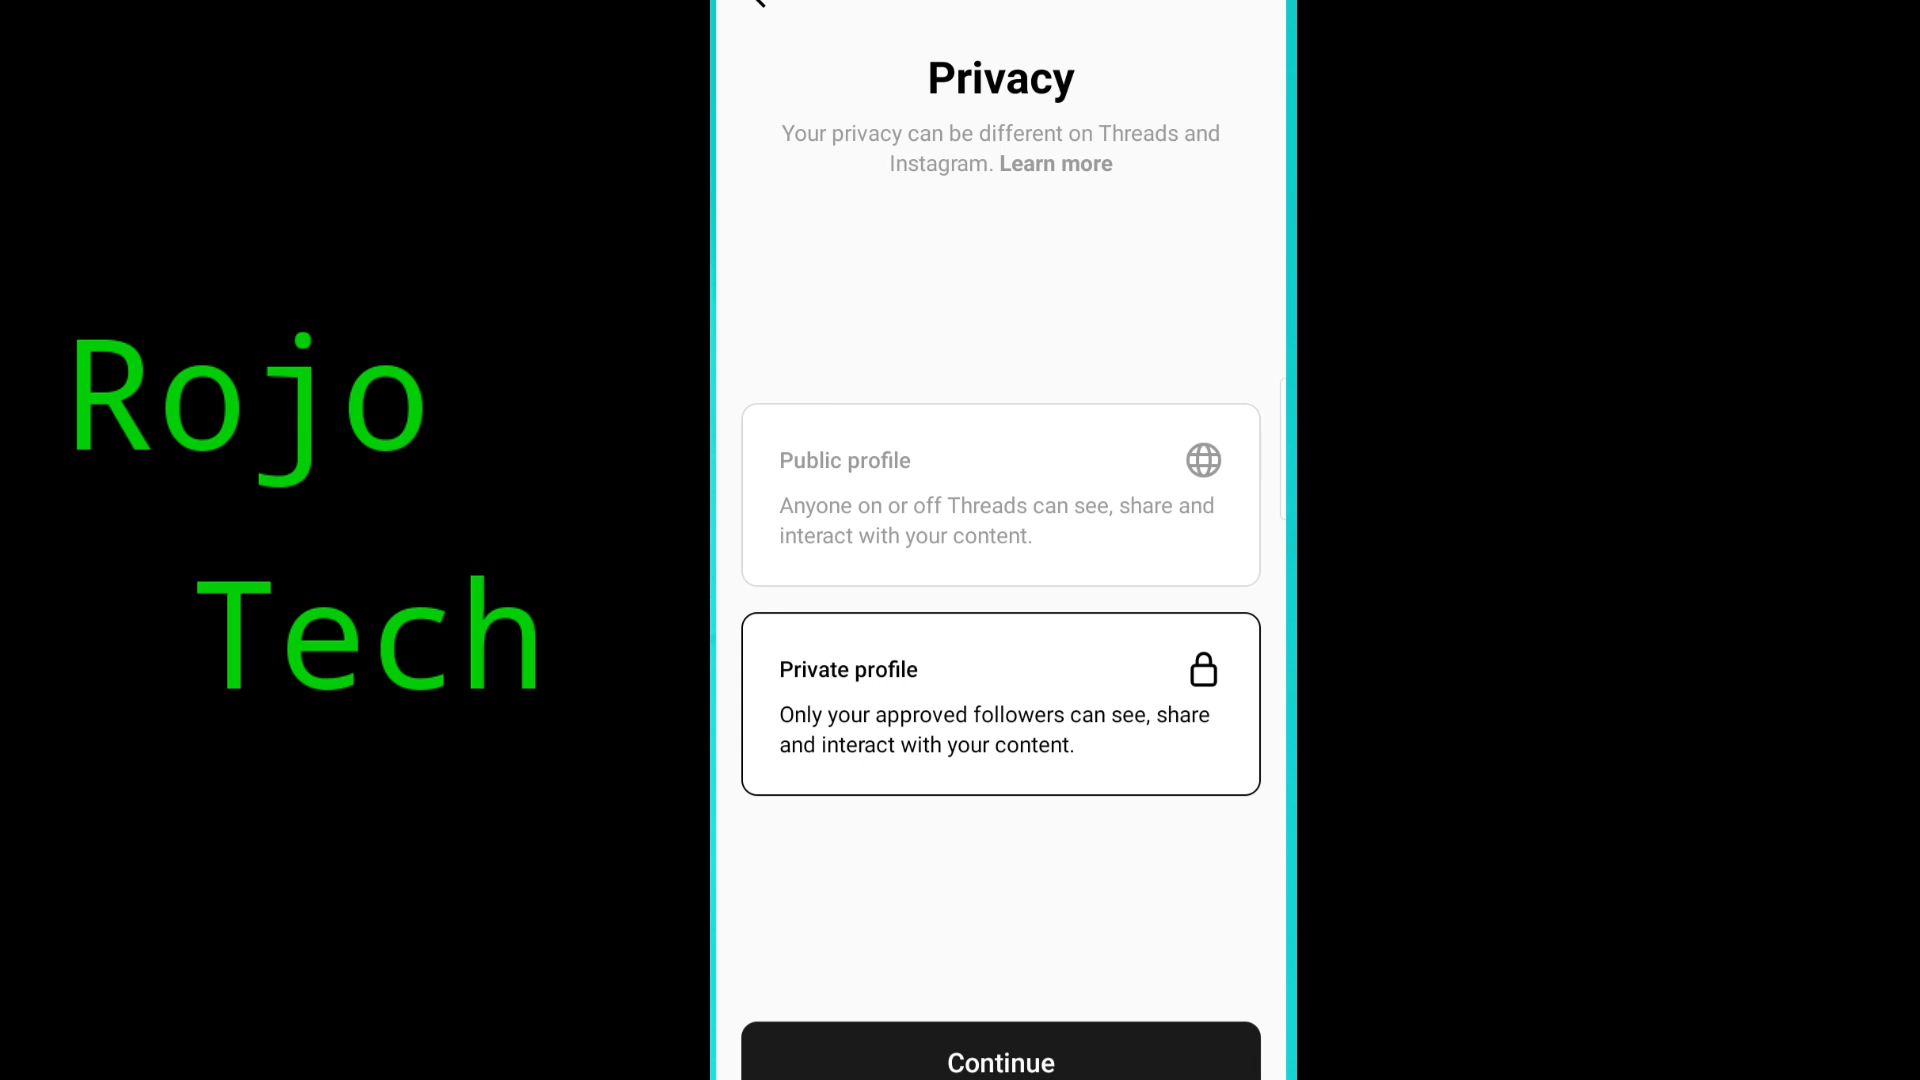 Rojo
Tech
Privacy
Your privacy can be different on Threads and
Instagram. Learn more
Public profile
Anyone on or off Threads can see, share and
interact with your content.
Private profile
Only your approved followers can see, share
and interact with your content.
Continue